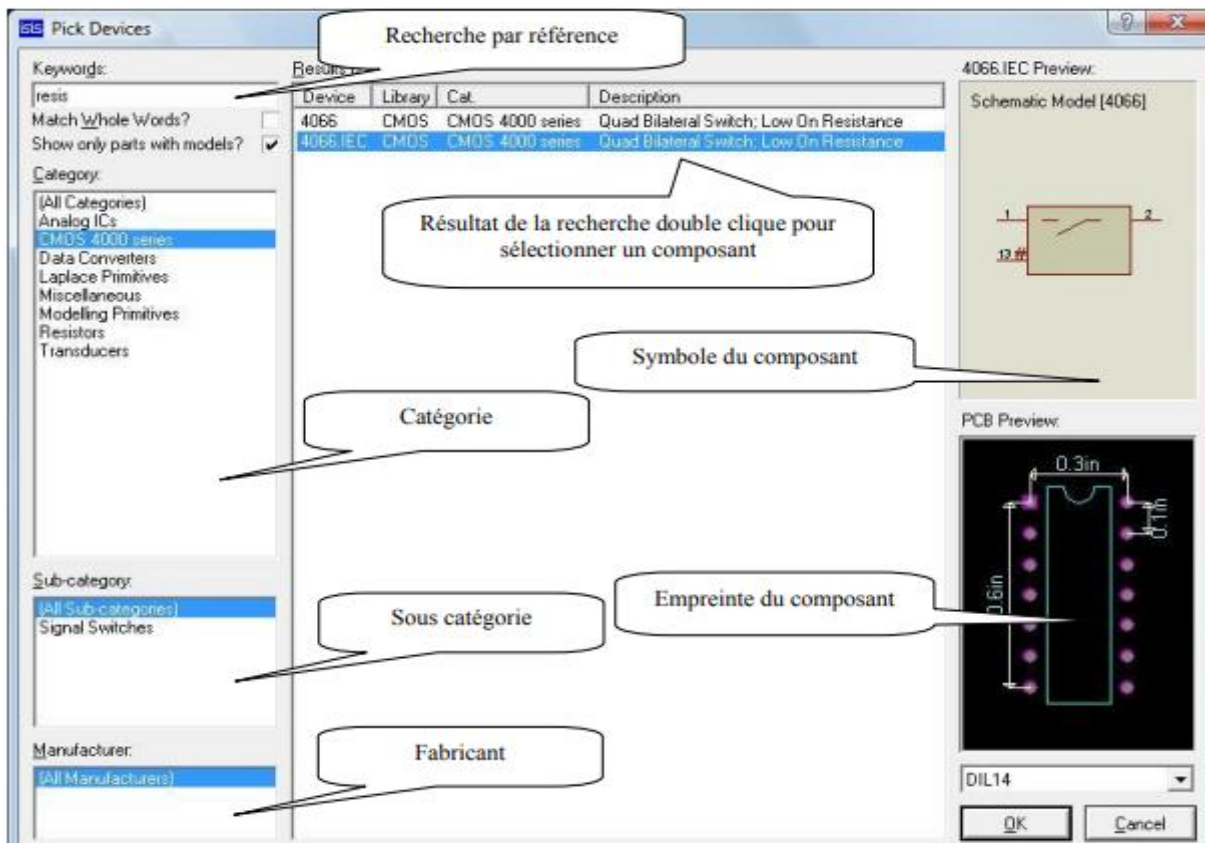 ISIS Pick Devices
Recherche par référence
Keywords:
resis
Match Whole Words?
Show only parts with models?
Category:
(All Categories)
Analog ICs
CMOS 4000 series
Data Converters
Laplace Primitives
Miscellaneous
Modelling Primitives
Resistors
Transducers
Catégorie
Sub-category:
(All Sub-categories)
Signal Switches
Sous catégorie
Manufacturer:
(All Manufacturers)
Fabricant
Results
Device Library Cat. Description
4066 CMOS CMOS 4000 series Quad Bilateral Switch; Low On Resistance
4066.IEC CMOS CMOS 4000 series Quad Bilateral Switch; Low On Resistance
Résultat de la recherche double clique pour
sélectionner un composant
4066.IEC Preview:
Schematic Model [4066]
1 2
13 #
Symbole du composant
PCB Preview:
0.3in
0.1in
0.6in
Empreinte du composant
DIL14
OK Cancel